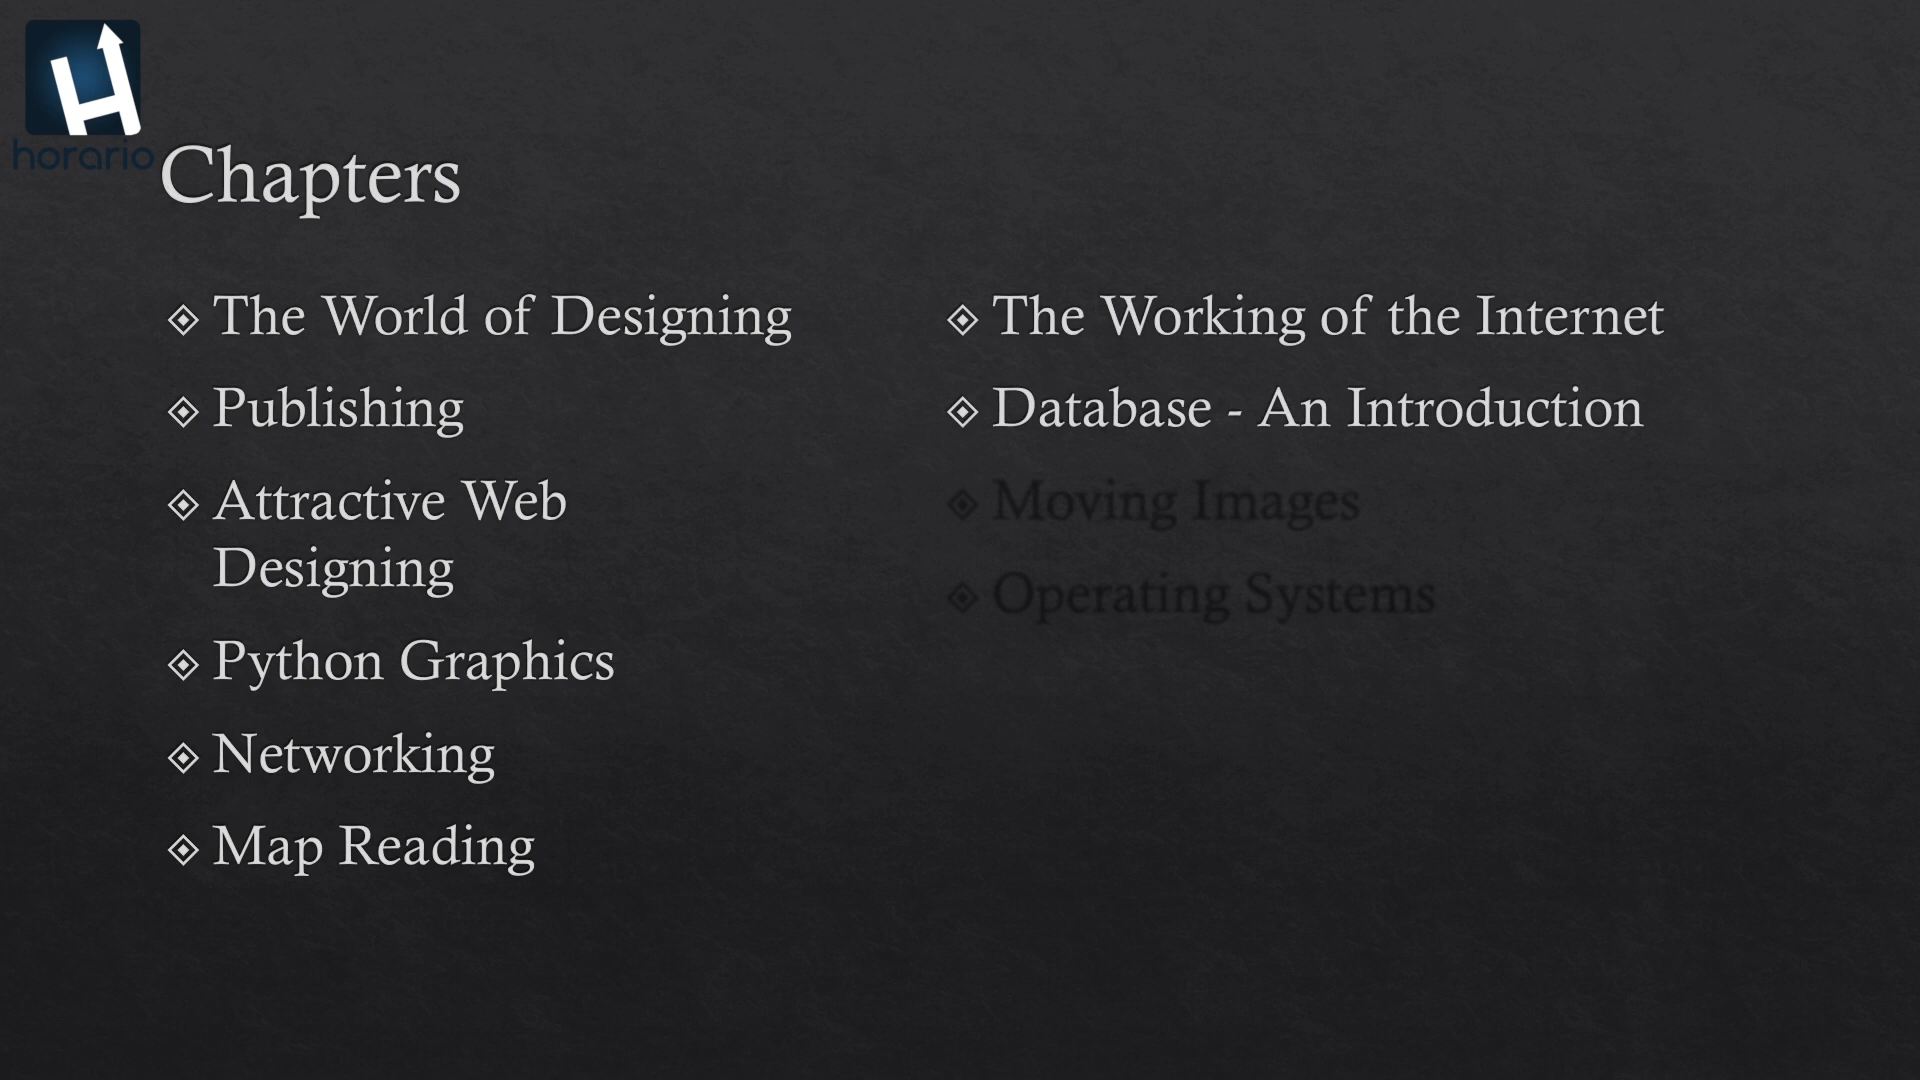 horario
Chapters
The World of Designing
Publishing
Attractive Web
Designing
Python Graphics
Networking
Map Reading
The Working of the Internet
Database - An Introduction
Moving Images
Operating Systems